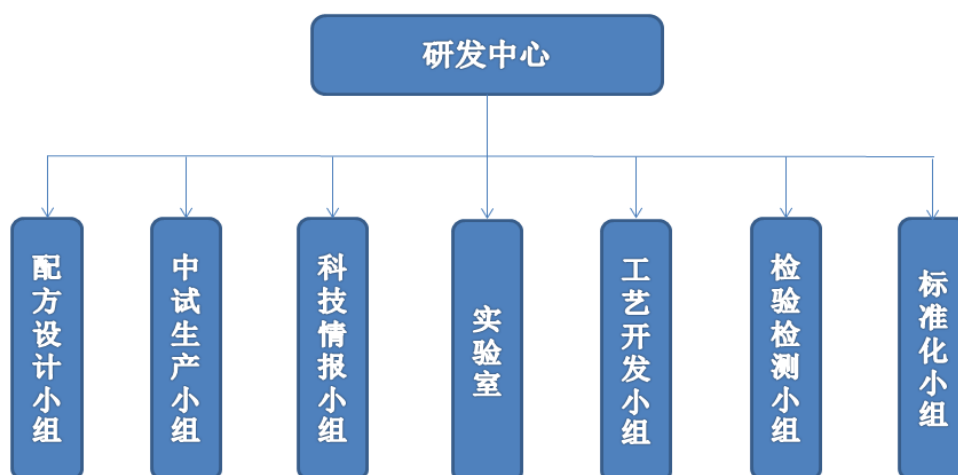 研发中心
配方设计小组
中试生产小组
科技情报小组
实验室
工艺开发小组
检验检测小组
标准化小组